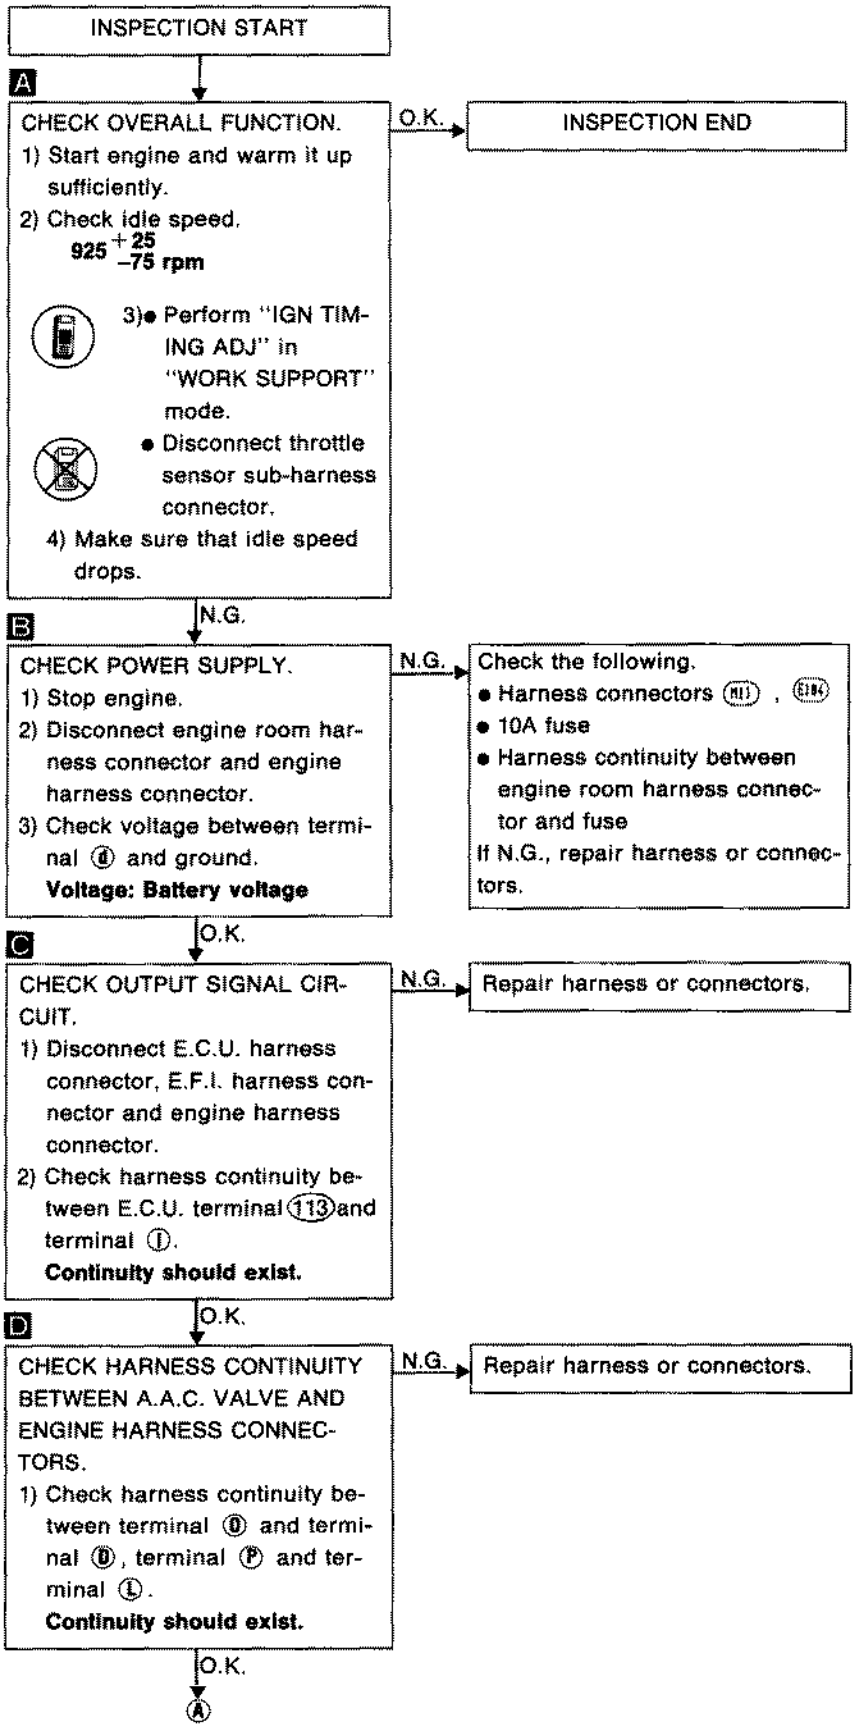 INSPECTION START
A
CHECK OVERALL FUNCTION.
1) Start engine and warm it up
sufficiently.
2) Check idle speed.
925 +25
−75 rpm
3)● Perform "IGN TIM-
ING ADJ" in
"WORK SUPPORT"
mode.
● Disconnect throttle
sensor sub-harness
connector.
4) Make sure that idle speed
drops.
O.K.
INSPECTION END
N.G.
B
CHECK POWER SUPPLY.
1) Stop engine.
2) Disconnect engine room har-
ness connector and engine
harness connector.
3) Check voltage between termi-
nal ⓓ and ground.
Voltage: Battery voltage
N.G.
Check the following.
● Harness connectors ,
● 10A fuse
● Harness continuity between
engine room harness connec-
tor and fuse
If N.G., repair harness or connec-
tors.
O.K.
C
CHECK OUTPUT SIGNAL CIR-
CUIT.
1) Disconnect E.C.U. harness
connector, E.F.I. harness con-
nector and engine harness
connector.
2) Check harness continuity be-
tween E.C.U. terminal 113 and
terminal .
Continuity should exist.
N.G.
Repair harness or connectors.
O.K.
D
CHECK HARNESS CONTINUITY
BETWEEN A.A.C. VALVE AND
ENGINE HARNESS CONNEC-
TORS.
1) Check harness continuity be-
tween terminal and termi-
nal , terminal Ⓟ and ter-
minal Ⓛ.
Continuity should exist.
N.G.
Repair harness or connectors.
O.K.
Ⓐ